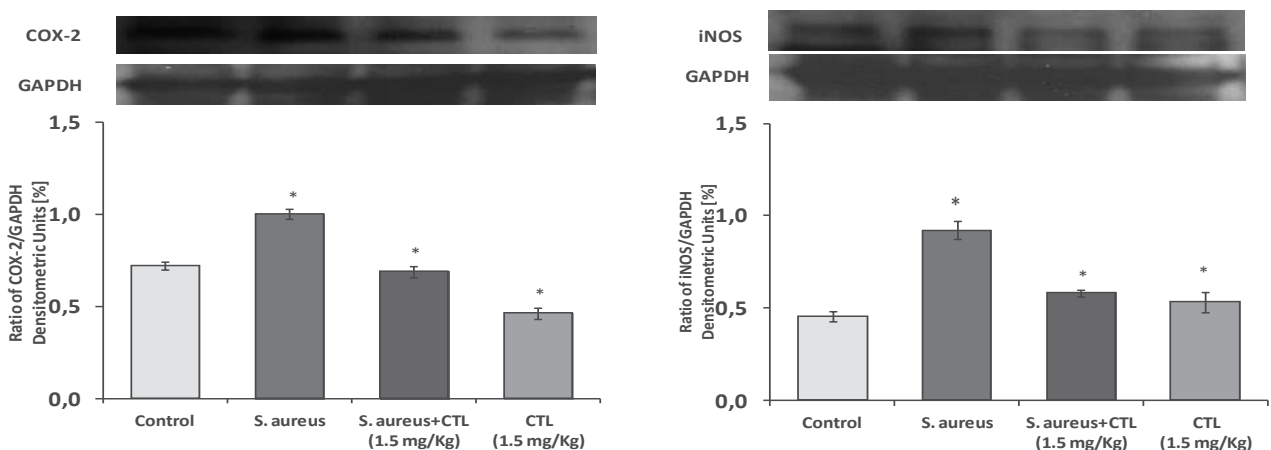 COX-2
GAPDH
Ratio of COX-2/GAPDH
Densitometric Units [%]
1,5
1,0
0,5
0,0
*
*
*
Control
S. aureus
S. aureus+CTL
(1.5 mg/Kg)
CTL
(1.5 mg/Kg)
iNOS
GAPDH
Ratio of iNOS/GAPDH
Densitometric Units [%]
1,5
1,0
0,5
0,0
*
*
*
Control
S. aureus
S. aureus+CTL
(1.5 mg/Kg)
CTL
(1.5 mg/Kg)